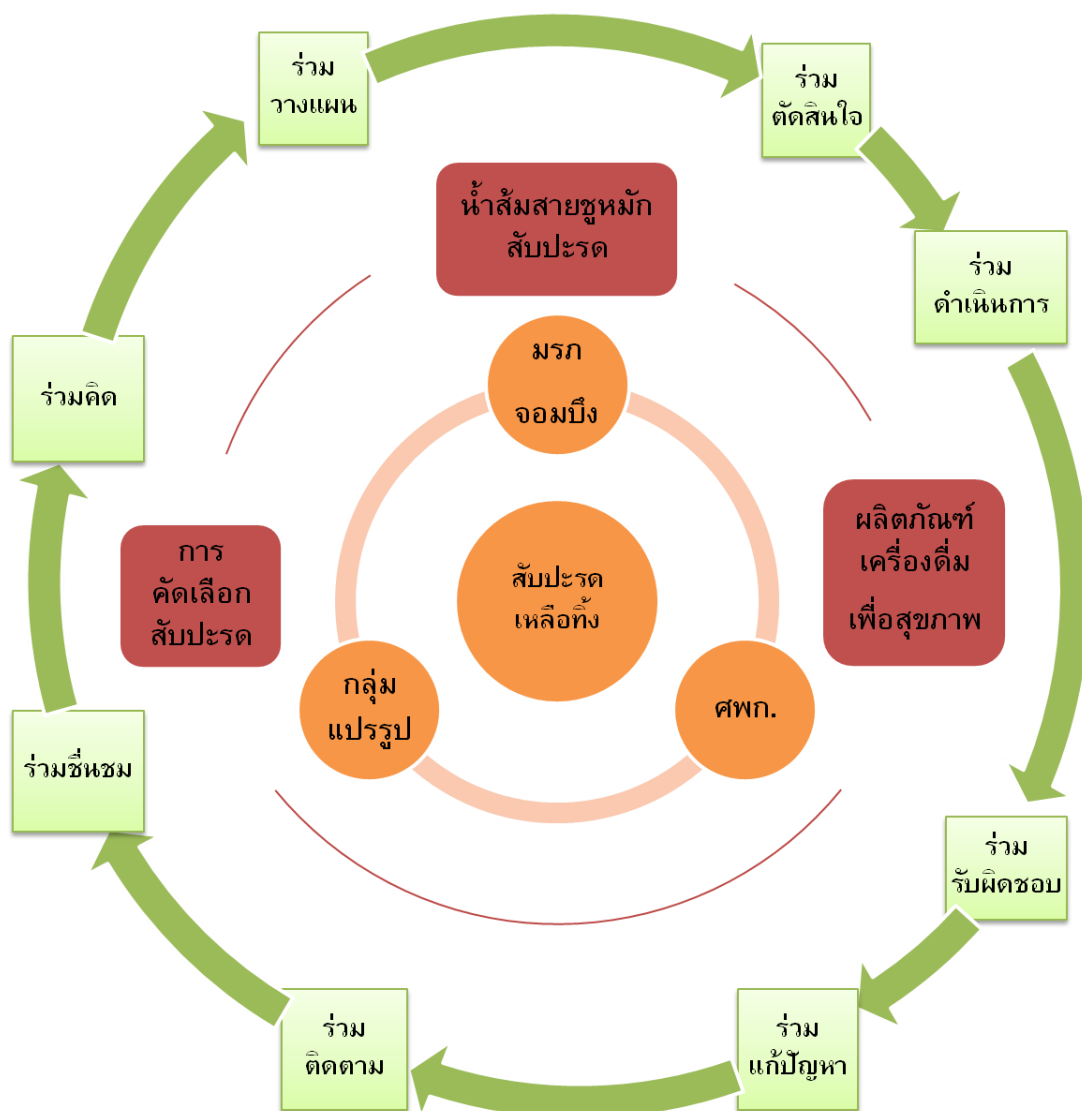 ร่วม
วางแผน
ร่วม
ตัดสินใจ
ร่วม
ดำเนินการ
ร่วม
รับผิดชอบ
ร่วม
แก้ปัญหา
ร่วม
ติดตาม
ร่วมชื่นชม
ร่วมคิด
น้ำส้มสายชูหมัก
สับปะรด
ผลิตภัณฑ์
เครื่องดื่ม
เพื่อสุขภาพ
การ
คัดเลือก
สับปะรด
มรภ
จอมบึง
ศพก.
กลุ่ม
แปรรูป
สับปะรด
เหลือทิ้ง